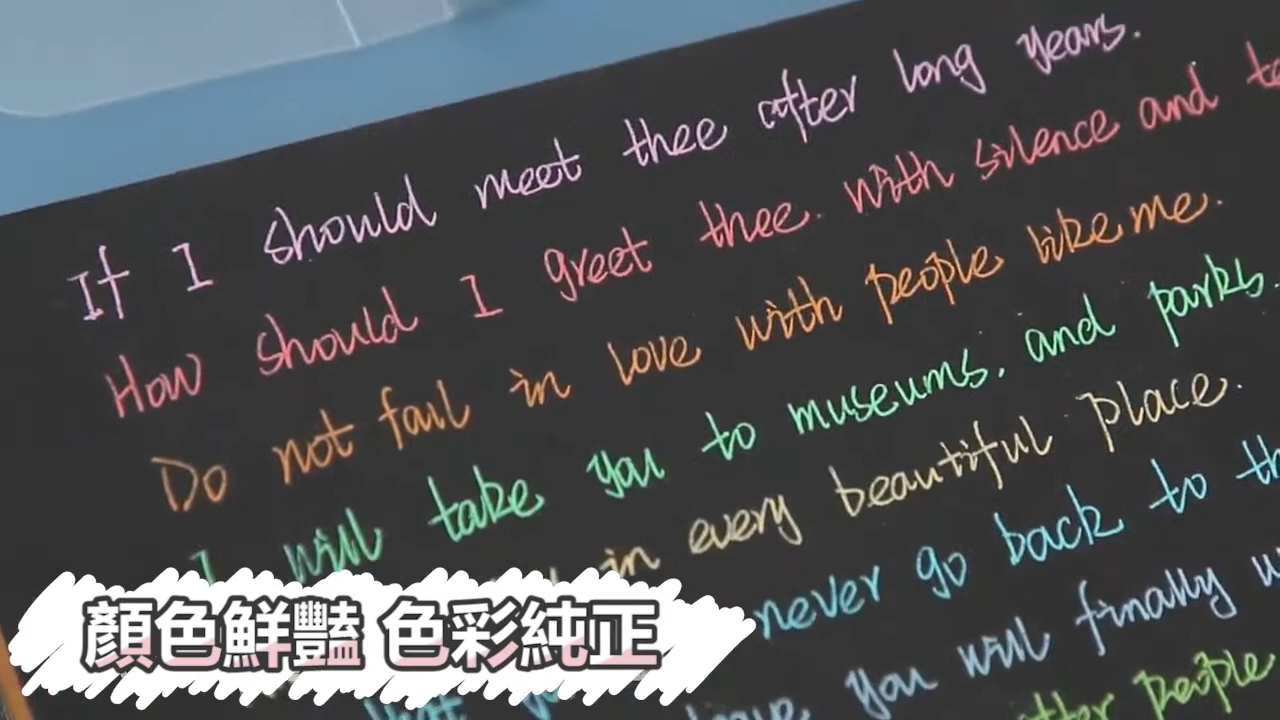 If I should meet thee after long years.
How should I greet thee. with silence and
Do not fail in love with people like me.
I will take you to museums. and parks.
in every beautiful place.
never go back to
you will finally
people
顏色鮮豔 色彩純正